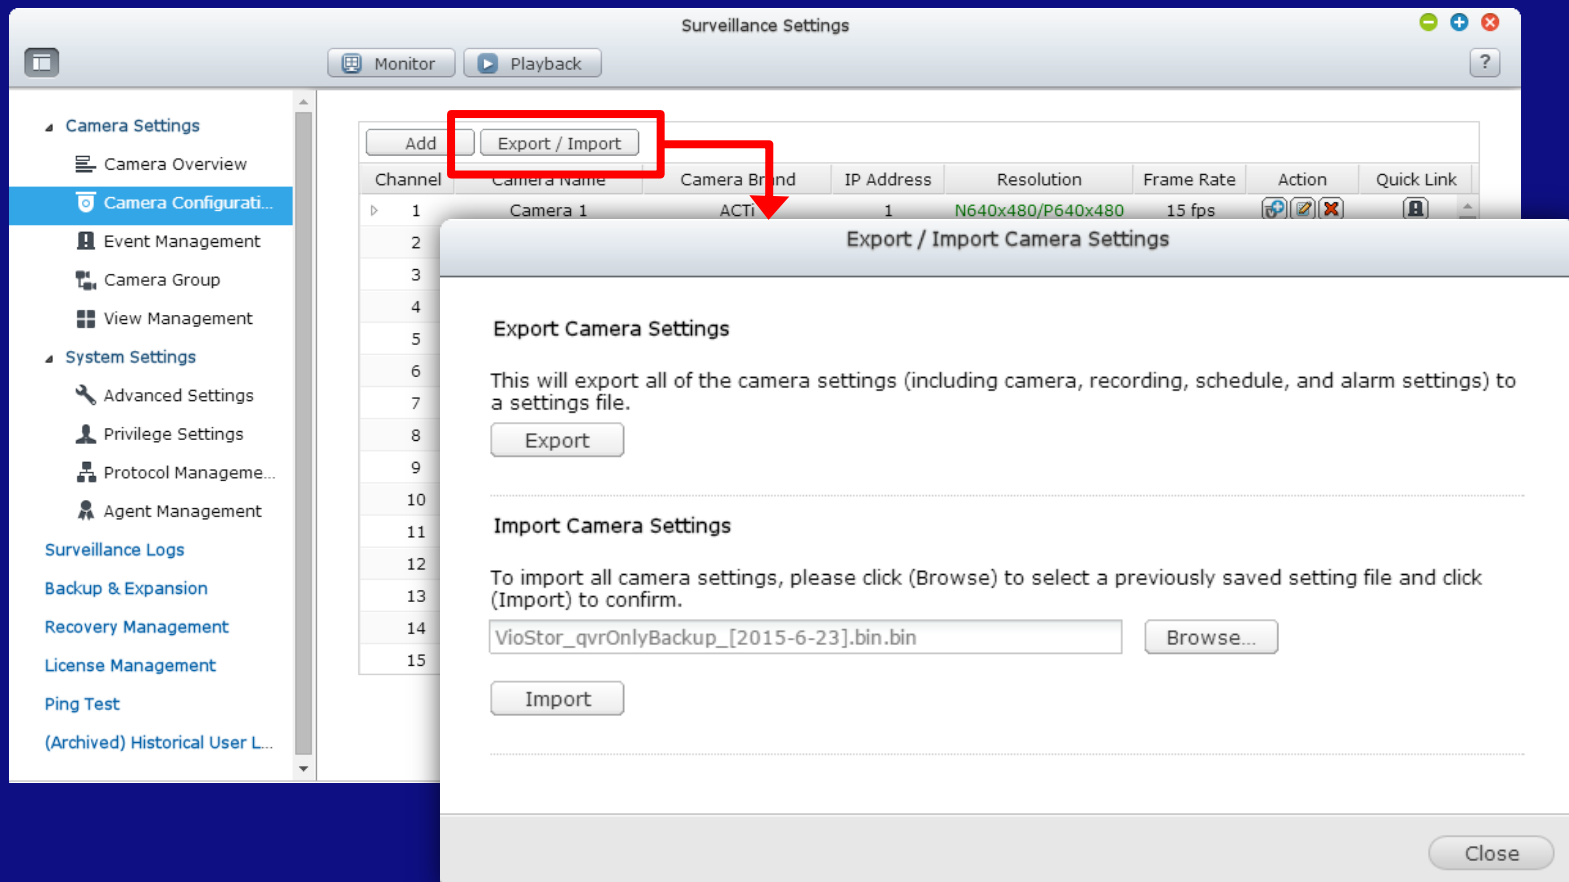 Surveillance Settings
Monitor
Playback
?
Camera Settings
Camera Overview
Camera Configurati...
Event Management
Camera Group
View Management
System Settings
Advanced Settings
Privilege Settings
Protocol Manageme...
Agent Management
Surveillance Logs
Backup & Expansion
Recovery Management
License Management
Ping Test
(Archived) Historical User L...
Add
Export / Import
Channel Camera Name Camera Brand IP Address Resolution Frame Rate Action Quick Link
1 Camera 1 ACTi 1 N640x480/P640x480 15 fps
2
3
4
5
6
7
8
9
10
11
12
13
14
15
Export / Import Camera Settings
Export Camera Settings
This will export all of the camera settings (including camera, recording, schedule, and alarm settings) to
a settings file.
Export
Import Camera Settings
To import all camera settings, please click (Browse) to select a previously saved setting file and click
(Import) to confirm.
VioStor_qvrOnlyBackup_[2015-6-23].bin.bin
Browse...
Import
Close